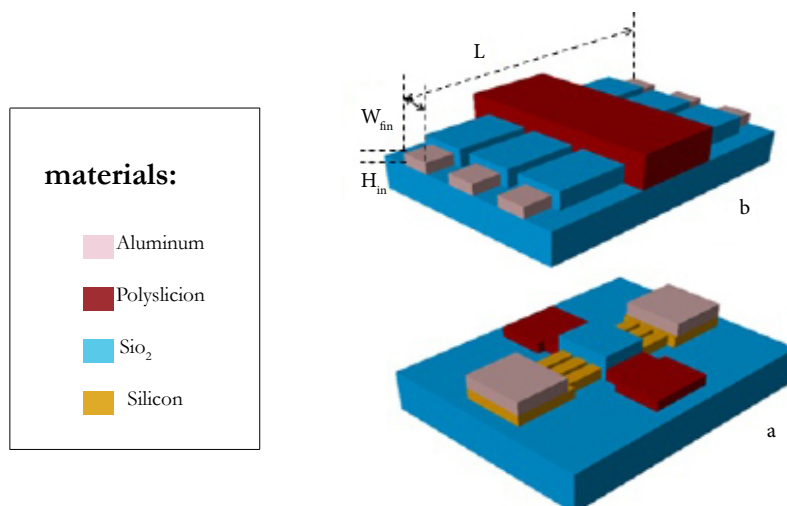 materials:
Aluminum
Polyslicion
Sio₂
Silicon
L
W_fin
H_in
b
a